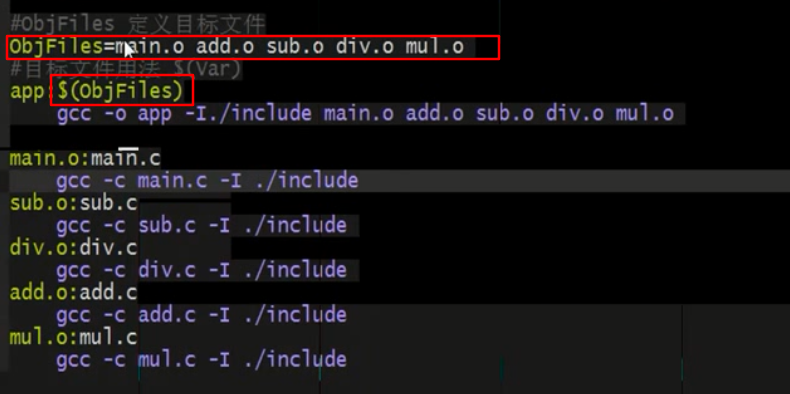 #ObjFiles 定义目标文件
ObjFiles=main.o add.o sub.o div.o mul.o
#目标文件用法 $(Var)
app:$(ObjFiles)
gcc -o app -I./include main.o add.o sub.o div.o mul.o
main.o:main.c
gcc -c main.c -I ./include
sub.o:sub.c
gcc -c sub.c -I ./include
div.o:div.c
gcc -c div.c -I ./include
add.o:add.c
gcc -c add.c -I ./include
mul.o:mul.c
gcc -c mul.c -I ./include